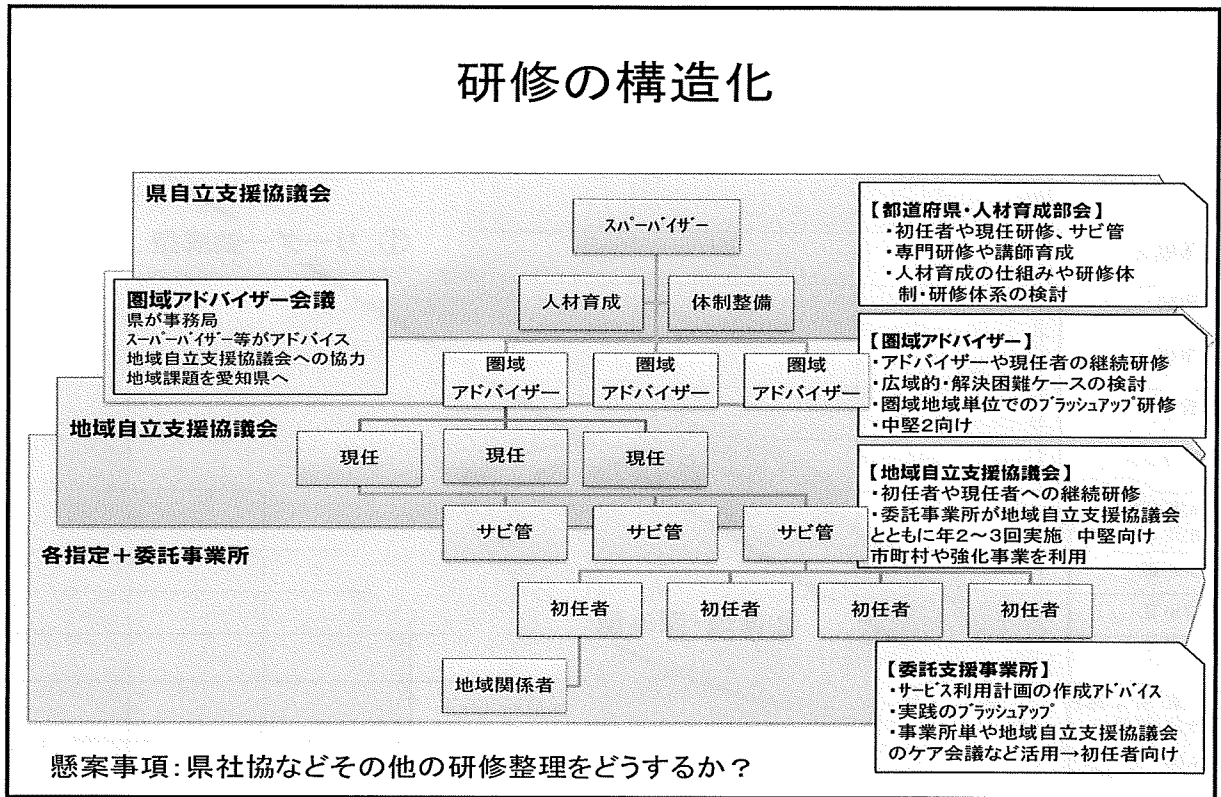 研修の構造化
県自立支援協議会
スパーバイザー
人材育成
体制整備
圏域アドバイザー会議
県が事務局
スーパーバイザー等がアドバイス
地域自立支援協議会への協力
地域課題を愛知県へ
圏域
アドバイザー
圏域
アドバイザー
圏域
アドバイザー
地域自立支援協議会
現任
現任
現任
サビ管
サビ管
サビ管
各指定+委託事業所
初任者
初任者
初任者
初任者
地域関係者
【都道府県・人材育成部会】
・初任者や現任研修、サビ管
・専門研修や講師育成
・人材育成の仕組みや研修体
制・研修体系の検討
【圏域アドバイザー】
・アドバイザーや現任者の継続研修
・広域的・解決困難ケースの検討
・圏域地域単位でのブラッシュアップ研修
・中堅2向け
【地域自立支援協議会】
・初任者や現任者への継続研修
・委託事業所が地域自立支援協議会
とともに年2~3回実施 中堅向け
市町村や強化事業を利用
【委託支援事業所】
・サービス利用計画の作成アドバイス
・実践のブラッシュアップ
・事業所単や地域自立支援協議会
のケア会議など活用→初任者向け
懸案事項:県社協などその他の研修整理をどうするか?